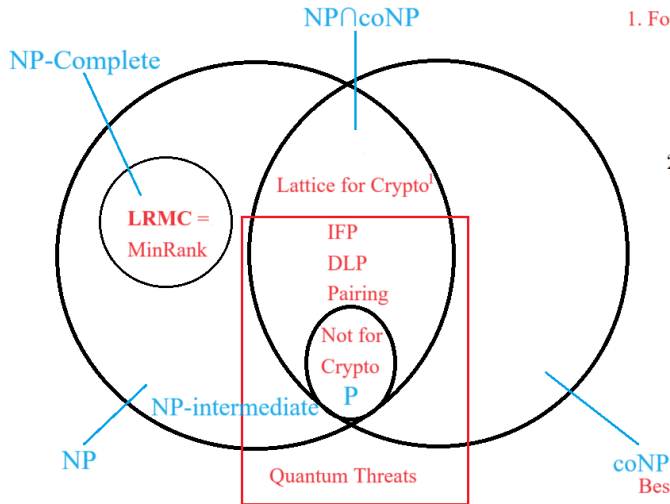 NP∩coNP
1. Fo
NP-Complete
Lattice for Crypto¹
LRMC =
MinRank
IFP
DLP
Pairing
Not for
Crypto
P
NP-intermediate
NP
coNP
Quantum Threats
Bes